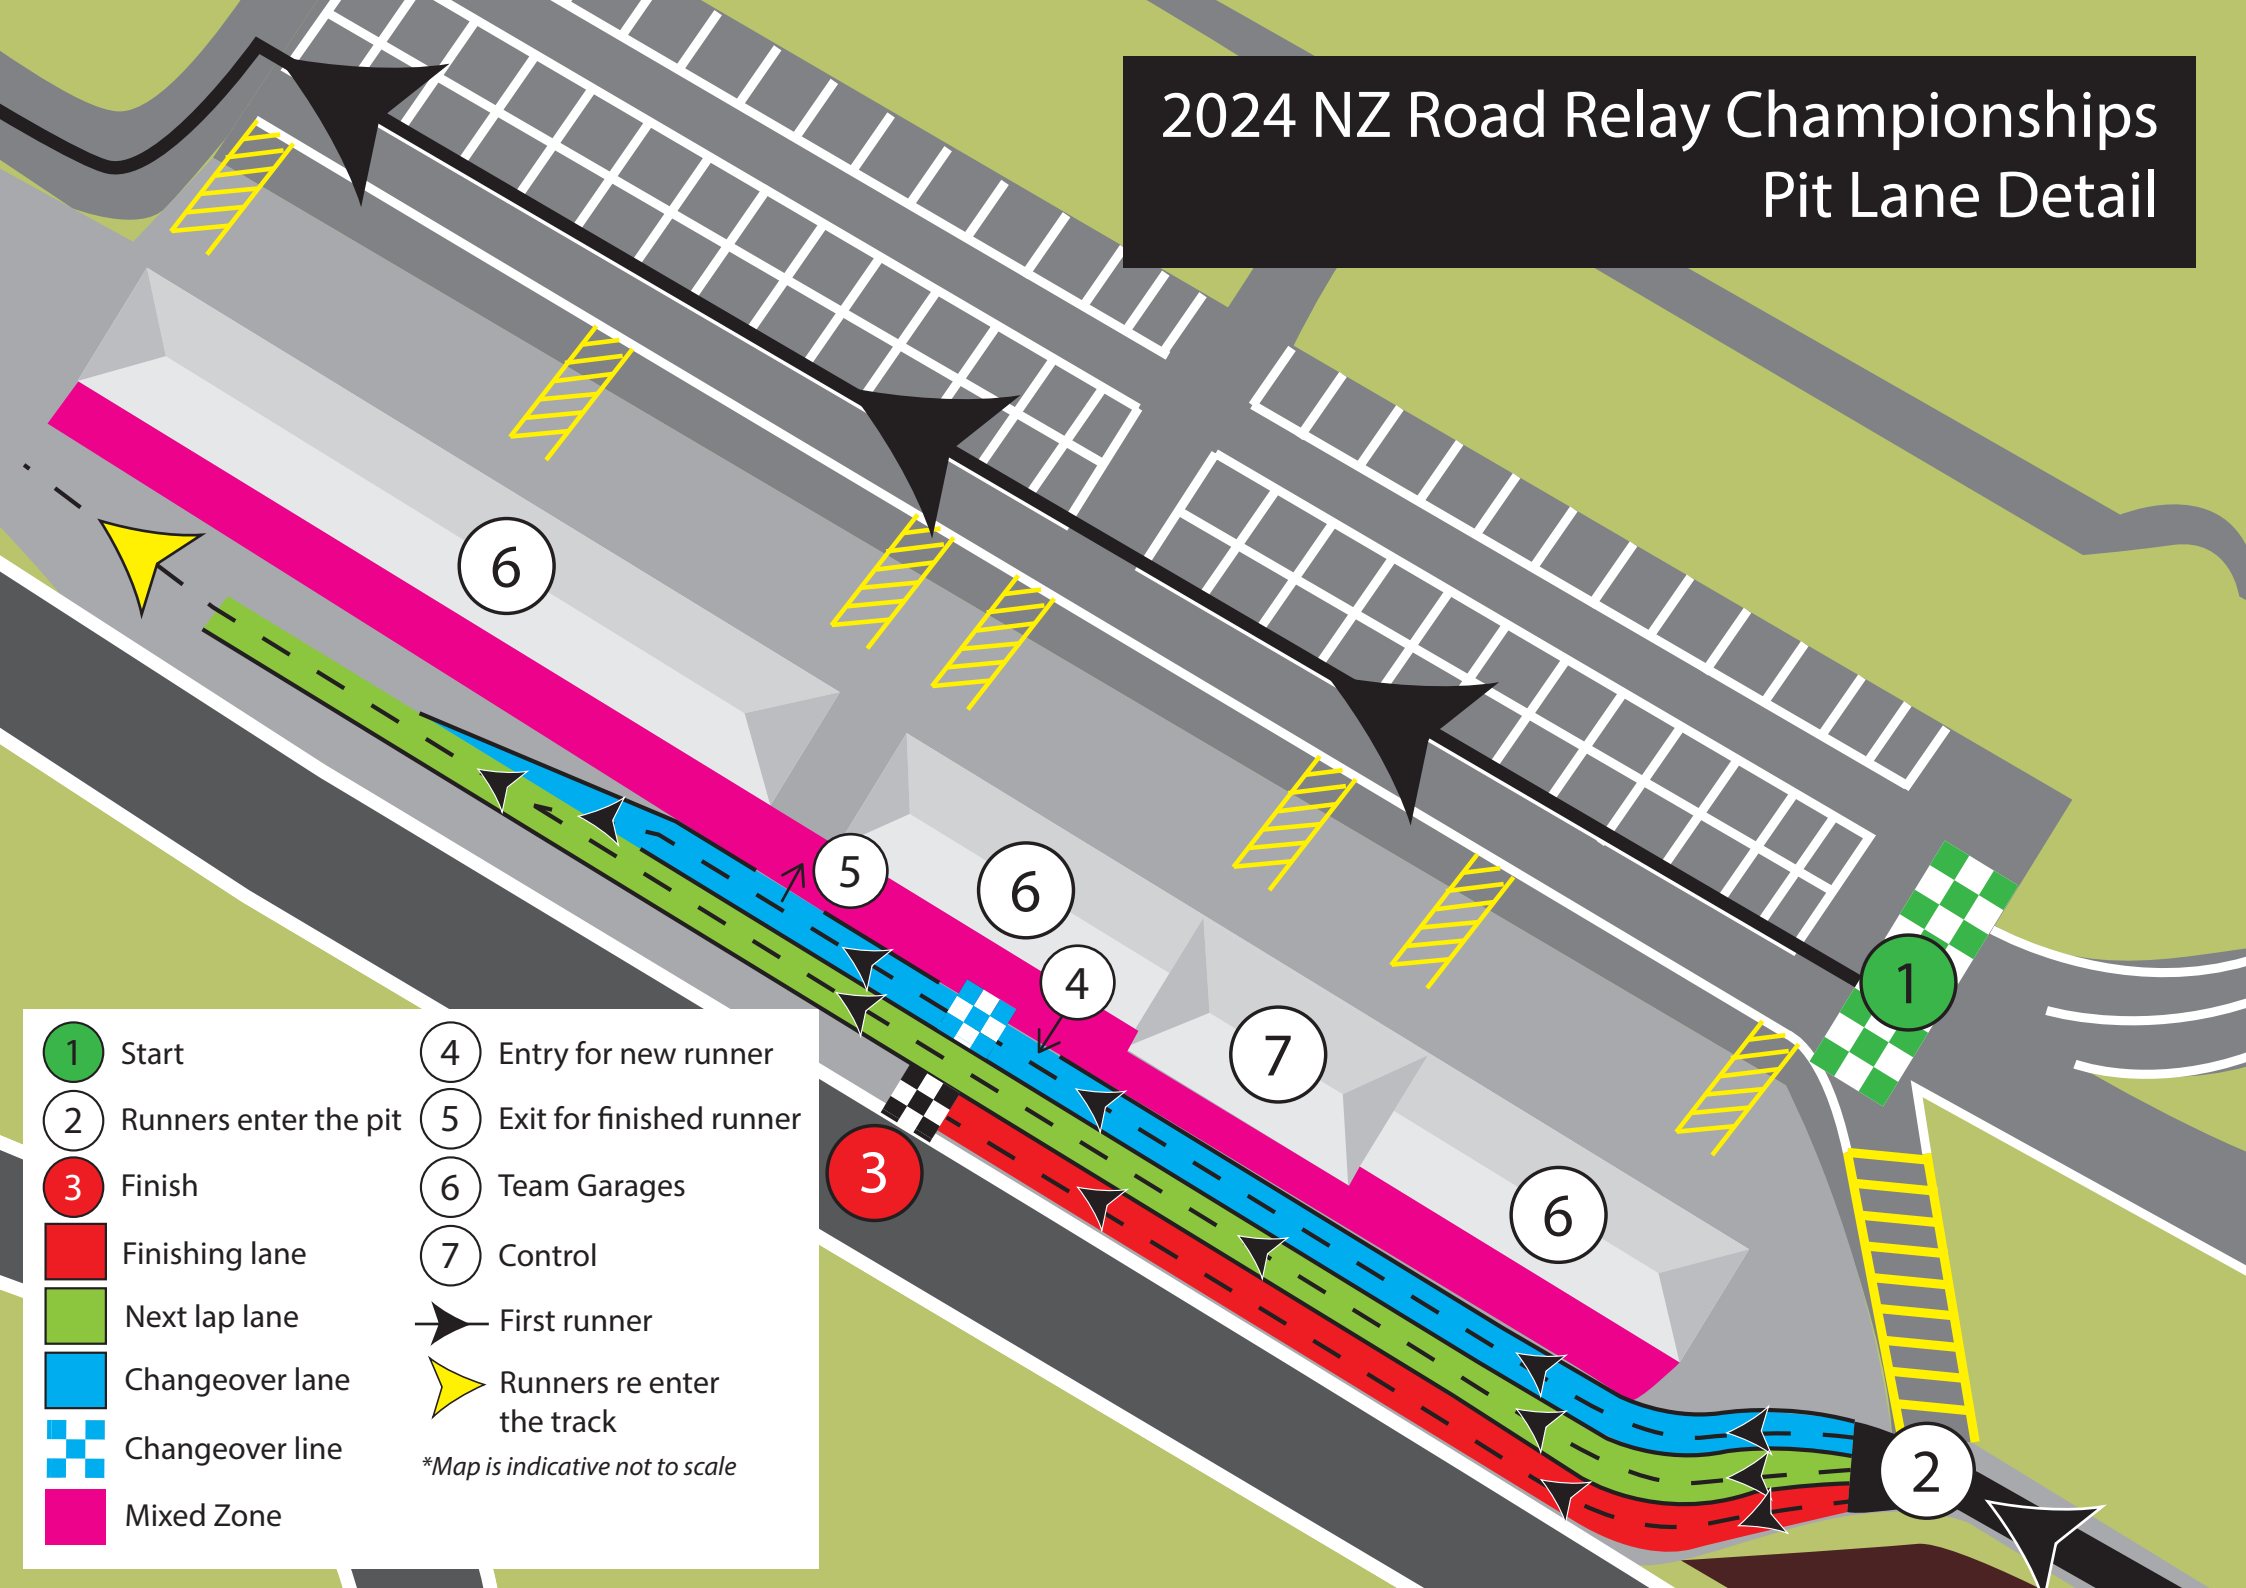 2024 NZ Road Relay Championships
Pit Lane Detail
6
6
5
4
7
1
6
3
2
1 Start
2 Runners enter the pit
3 Finish
Finishing lane
Next lap lane
Changeover lane
Changeover line
Mixed Zone
4 Entry for new runner
5 Exit for finished runner
6 Team Garages
7 Control
First runner
Runners re enter
the track
*Map is indicative not to scale